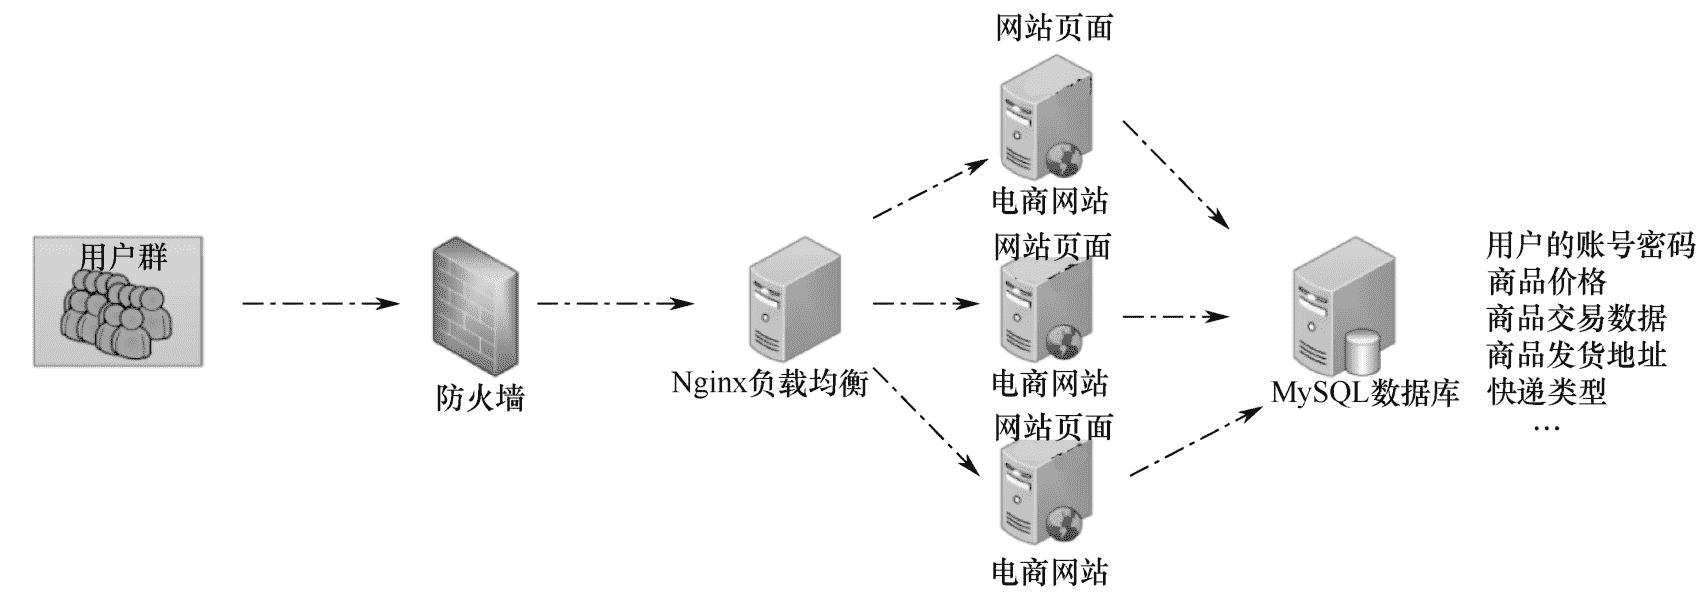 用户群
防火墙
Nginx负载均衡
网站页面
电商网站
网站页面
电商网站
网站页面
电商网站
MySQL数据库
用户的账号密码
商品价格
商品交易数据
商品发货地址
快递类型
…